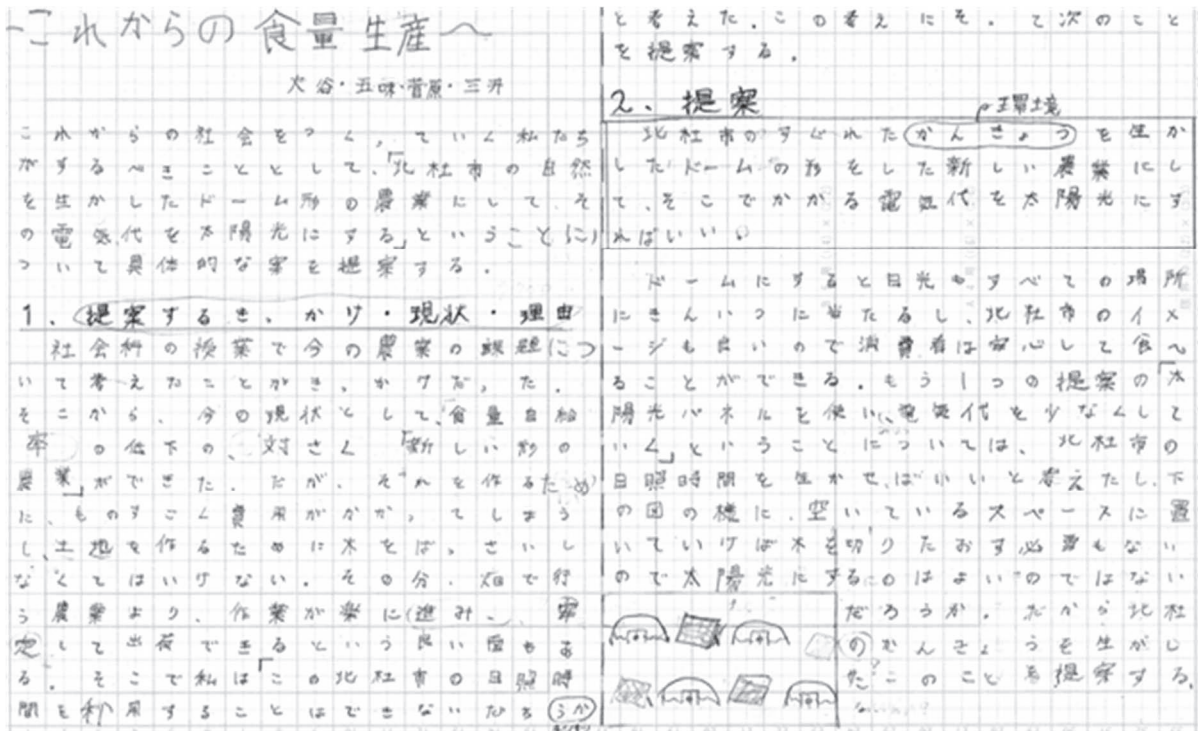 ~これからの食量生産~
大谷・五味・菅原・三井
これからの社会をつくっていく私たち
がするべきこととして「北杜市の自然
を生かしたドーム形の農業にして、そ
の電気代を太陽光にする」ということ(に)
ついて具体的な案を提案する。
1.提案するきっかけ・現状・理由
社会科の授業で今の農業の課題につ
いて考えたことがきっかけだった。
そこから、今の現状として、食量自給
率の低下の、対さく「新しい形の
農業」がでてきた。だが、それを作るため
に、ものすごく費用がかかってしまう
し、土地を作るために木をばっさいし
なくてはいけない。その分、畑で行
う農業より、作業が楽に進み、安
定して出荷できるという良い面もあ
る。そこで私は「この北杜市の日照時
間を利用することはできないだろうか
と考えた。この考えにそって次のこと
を提案する。
2.提案
環境
北杜市のすぐれたかんきょうを生か
したドームの形をした新しい農業にし
て、そこでかかる電気代を太陽光にす
ればいい。
ドームにすると日光もすべての場所
にきんいつに当たるし、北杜市のイメ
ージも良いので消費者は安心して食べ
ることができる。もう1つの提案の「太
陽光パネルを使い、電気代を少なくして
いく」ということについては、北杜市の
日照時間を生かせばいいと考えたし、下
の図の様に、空いているスペースに置
いていけば木を切りたおす必要もない
ので太陽光にするのはよいのではない
だろうか。だから北杜
のかんきょうを生かし
たこのことを提案する。